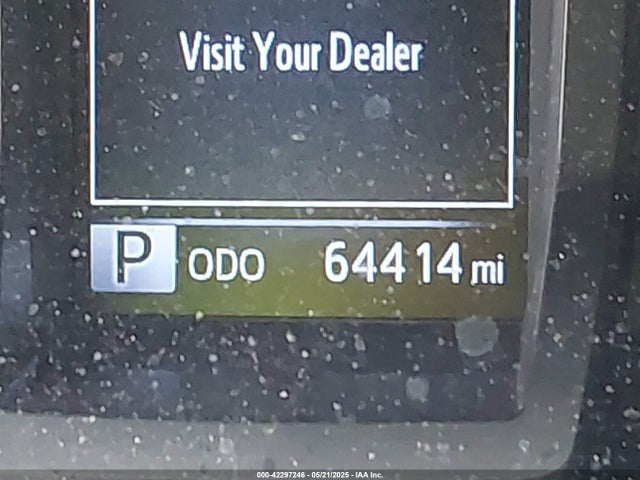 Visit Your Dealer
P ODO 64414 mi
000-42297246 - 05/21/2025 - IAA Inc.